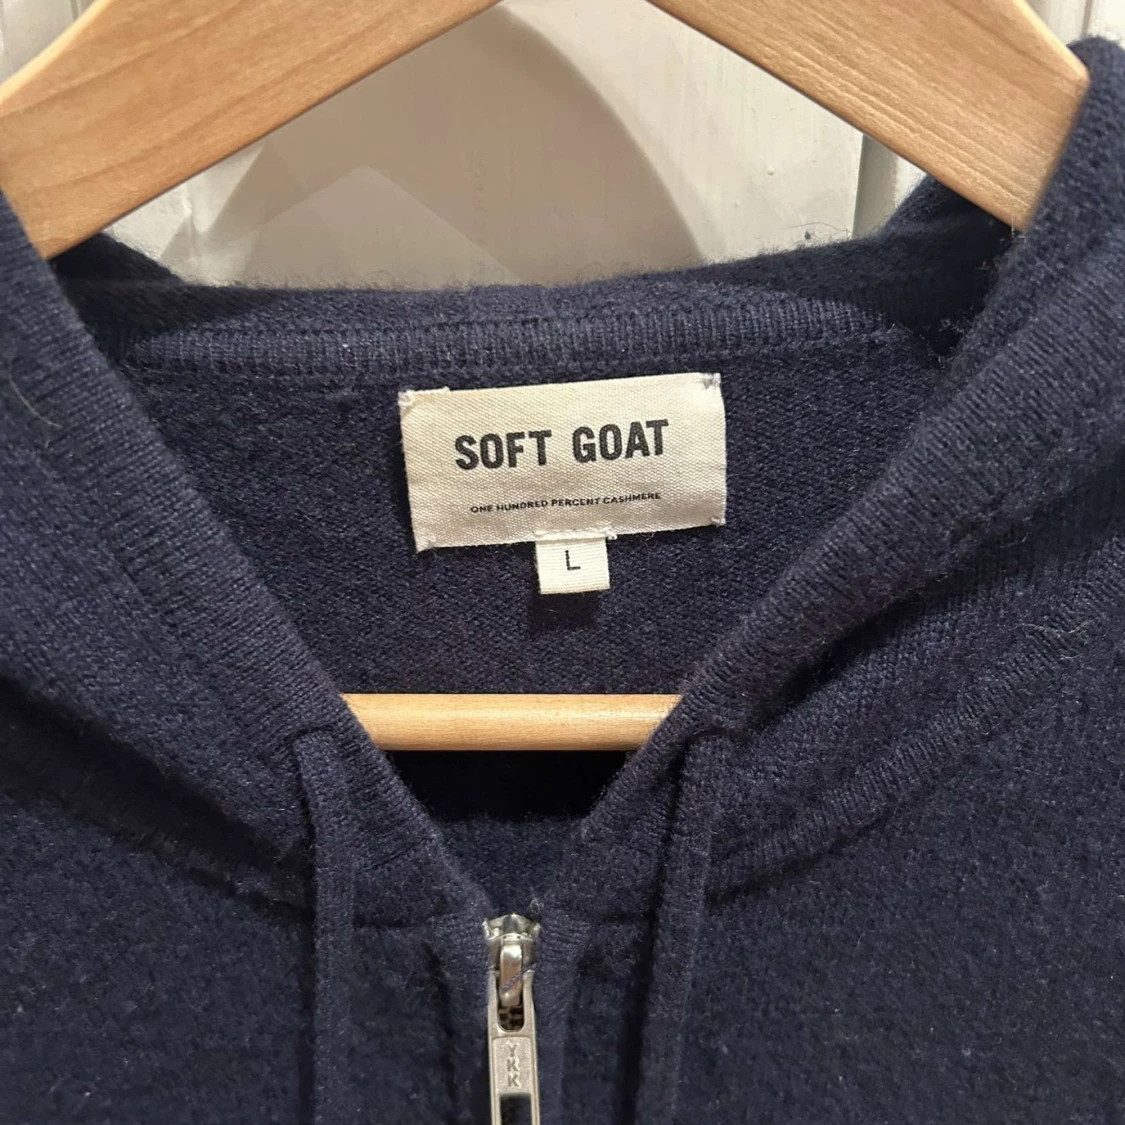 SOFT GOAT
ONE HUNDRED PERCENT CASHMERE
L
YKK